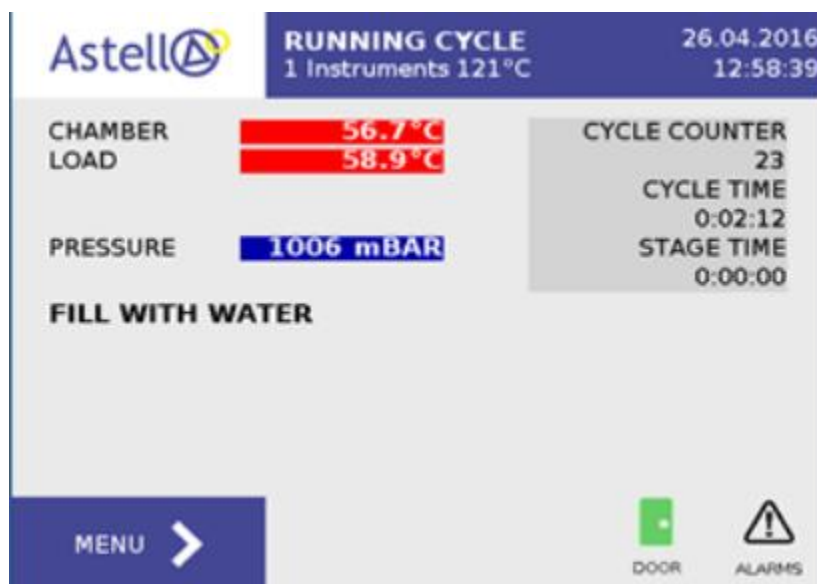 Astell
RUNNING CYCLE
1 Instruments 121°C
26.04.2016
12:58:39
CHAMBER 56.7°C
LOAD 58.9°C
PRESSURE 1006 mBAR
CYCLE COUNTER
23
CYCLE TIME
0:02:12
STAGE TIME
0:00:00
FILL WITH WATER
MENU
DOOR
ALARMS